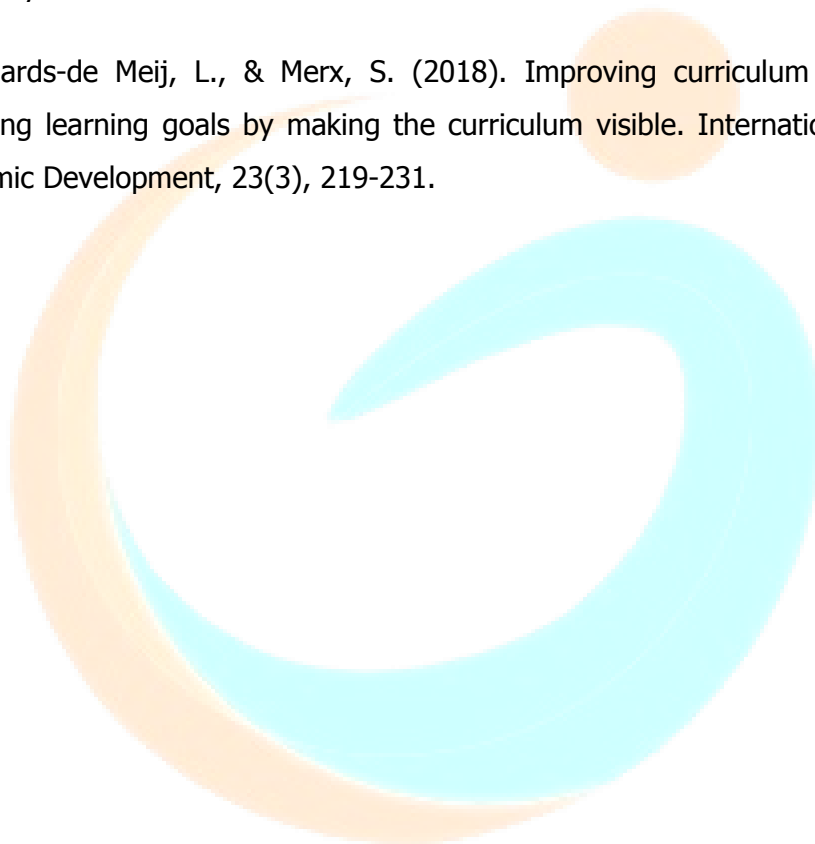 ards-de Meij, L., & Merx, S. (2018). Improving curriculum
ng learning goals by making the curriculum visible. Internatio
mic Development, 23(3), 219-231.